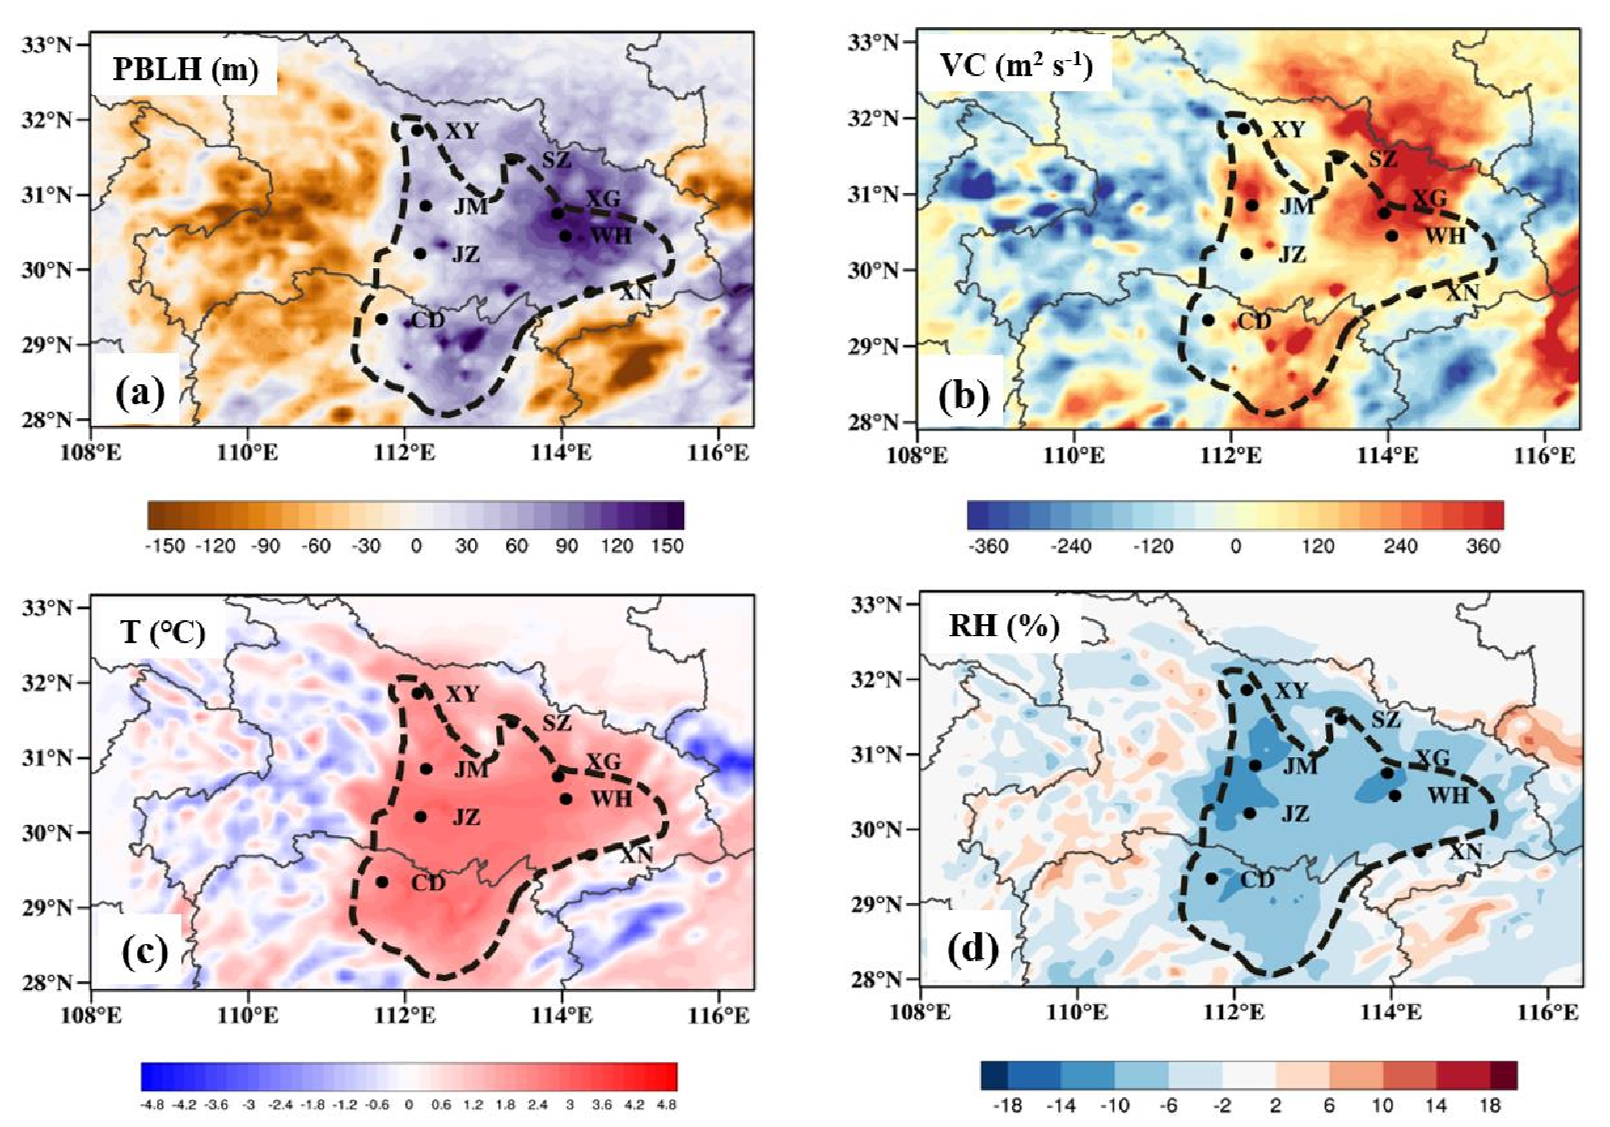 PBLH (m)
33°N
32°N
31°N
30°N
29°N
28°N
XY
SZ
XG
JM
WH
JZ
XN
CD
(a)
108°E 110°E 112°E 114°E 116°E
-150 -120 -90 -60 -30 0 30 60 90 120 150
VC (m² s⁻¹)
33°N
32°N
31°N
30°N
29°N
28°N
XY
SZ
XG
JM
WH
JZ
XN
CD
(b)
108°E 110°E 112°E 114°E 116°E
-360 -240 -120 0 120 240 360
T (℃)
33°N
32°N
31°N
30°N
29°N
28°N
XY
SZ
XG
JM
WH
JZ
XN
CD
(c)
108°E 110°E 112°E 114°E 116°E
-4.8 -4.2 -3.6 -3 -2.4 -1.8 -1.2 -0.6 0 0.6 1.2 1.8 2.4 3 3.6 4.2 4.8
RH (%)
33°N
32°N
31°N
30°N
29°N
28°N
XY
SZ
XG
JM
WH
JZ
XN
CD
(d)
108°E 110°E 112°E 114°E 116°E
-18 -14 -10 -6 -2 2 6 10 14 18